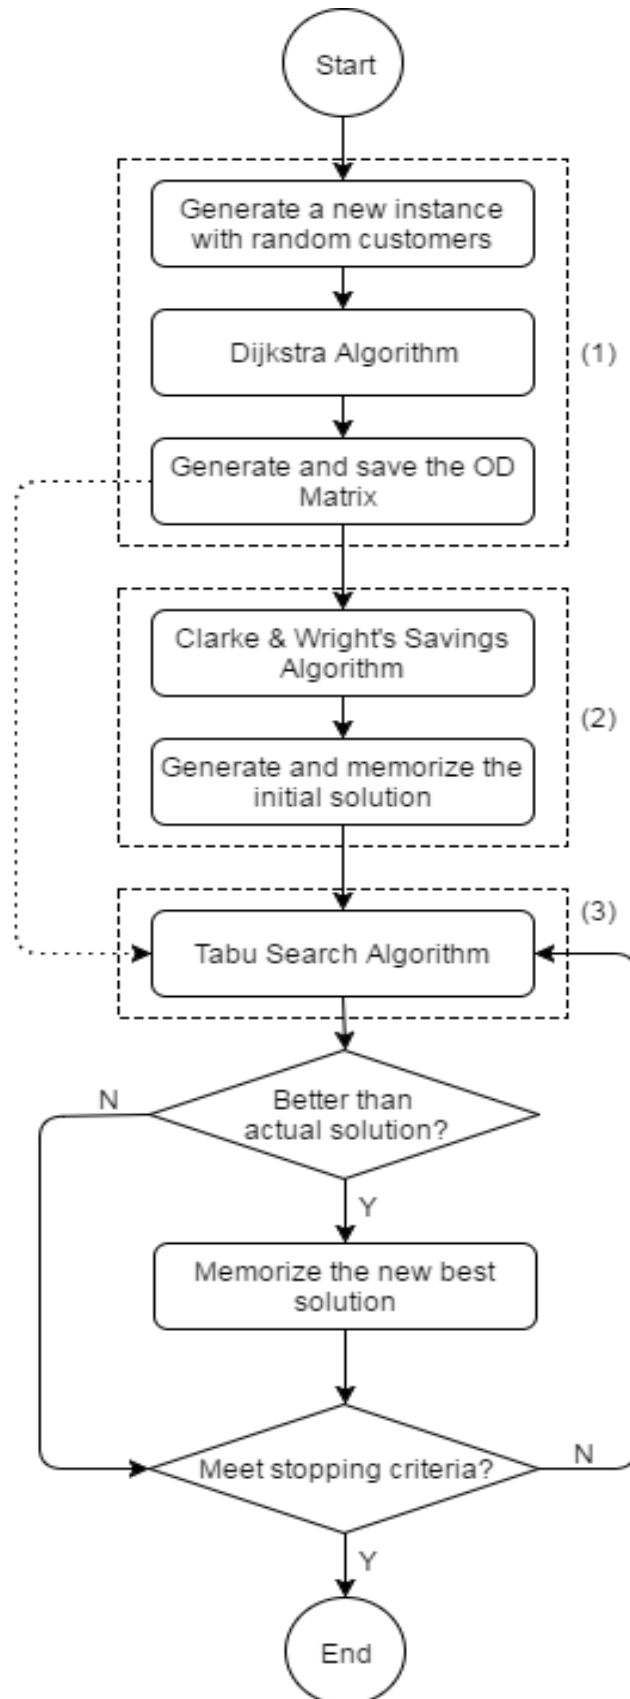 Start
Generate a new instance
with random customers
Dijkstra Algorithm
(1)
Generate and save the OD
Matrix
Clarke & Wright's Savings
Algorithm
(2)
Generate and memorize the
initial solution
(3)
Tabu Search Algorithm
N
Better than
actual solution?
Y
Memorize the new best
solution
Meet stopping criteria?
N
Y
End